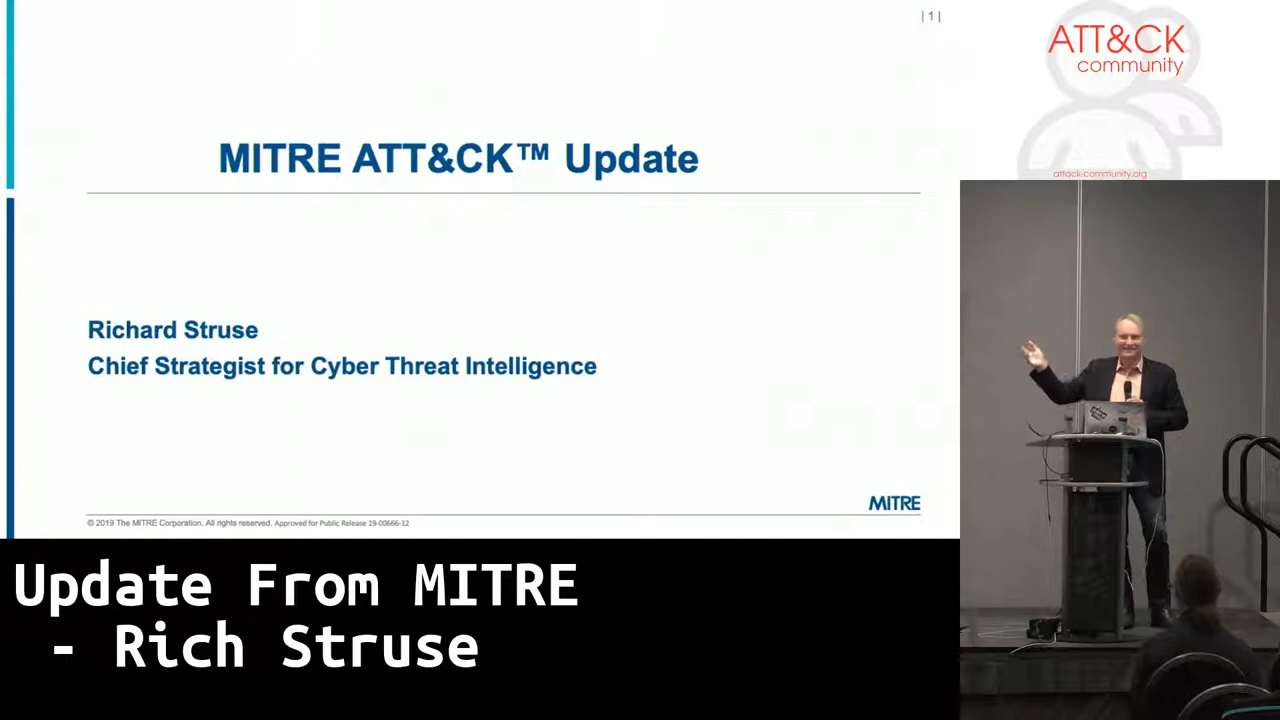 | 1 |
MITRE ATT&CK™ Update
Richard Struse
Chief Strategist for Cyber Threat Intelligence
MITRE
© 2019 The MITRE Corporation. All rights reserved. Approved for Public Release 19-00666-12
ATT&CK
community
attack-community.org
Update From MITRE
- Rich Struse